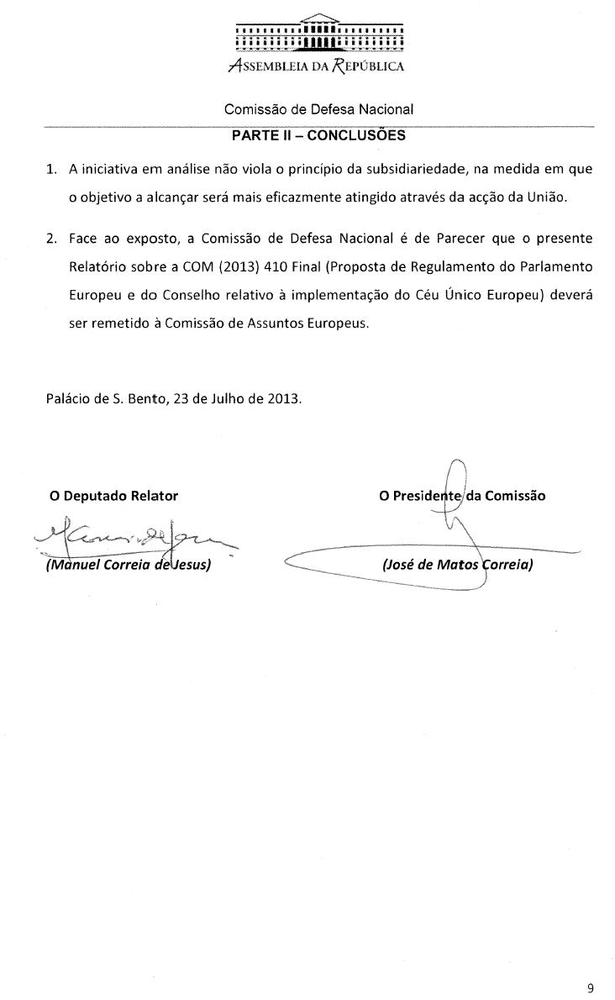 ASSEMBLEIA DA REPÚBLICA
Comissão de Defesa Nacional
PARTE II – CONCLUSÕES
1. A iniciativa em análise não viola o princípio da subsidiariedade, na medida em que
o objetivo a alcançar será mais eficazmente atingido através da acção da União.
2. Face ao exposto, a Comissão de Defesa Nacional é de Parecer que o presente
Relatório sobre a COM (2013) 410 Final (Proposta de Regulamento do Parlamento
Europeu e do Conselho relativo à implementação do Céu Único Europeu) deverá
ser remetido à Comissão de Assuntos Europeus.
Palácio de S. Bento, 23 de Julho de 2013.
O Deputado Relator
O Presidente da Comissão
(Manuel Correia de Jesus)
(José de Matos Correia)
9